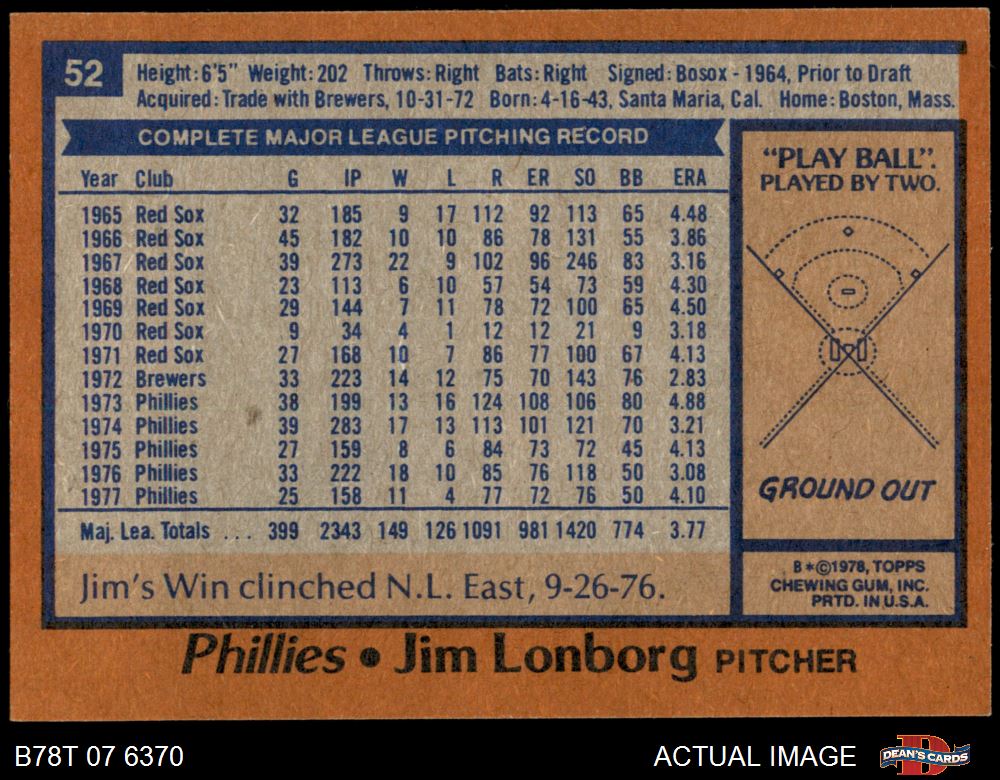 52
Height: 6'5" Weight: 202 Throws: Right Bats: Right Signed: Bosox - 1964, Prior to Draft
Acquired: Trade with Brewers, 10-31-72 Born: 4-16-43, Santa Maria, Cal. Home: Boston, Mass.
COMPLETE MAJOR LEAGUE PITCHING RECORD
Year Club G IP W L R ER SO BB ERA
1965 Red Sox 32 185 9 17 112 92 113 65 4.48
1966 Red Sox 45 182 10 10 86 78 131 55 3.86
1967 Red Sox 39 273 22 9 102 96 246 83 3.16
1968 Red Sox 23 113 6 10 57 54 73 59 4.30
1969 Red Sox 29 144 7 11 78 72 100 65 4.50
1970 Red Sox 9 34 4 1 12 12 21 9 3.18
1971 Red Sox 27 168 10 7 86 77 100 67 4.13
1972 Brewers 33 223 14 12 75 70 143 76 2.83
1973 Phillies 38 199 13 16 124 108 106 80 4.88
1974 Phillies 39 283 17 13 113 101 121 70 3.21
1975 Phillies 27 159 8 6 84 73 72 45 4.13
1976 Phillies 33 222 18 10 85 76 118 50 3.08
1977 Phillies 25 158 11 4 77 72 76 50 4.10
Maj. Lea. Totals ... 399 2343 149 126 1091 981 1420 774 3.77
Jim's Win clinched N.L. East, 9-26-76.
"PLAY BALL".
PLAYED BY TWO.
GROUND OUT
B*©1978, TOPPS
CHEWING GUM, INC.
PRTD. IN U.S.A.
Phillies • Jim Lonborg PITCHER
B78T 07 6370
ACTUAL IMAGE
D
DEAN'S CARDS